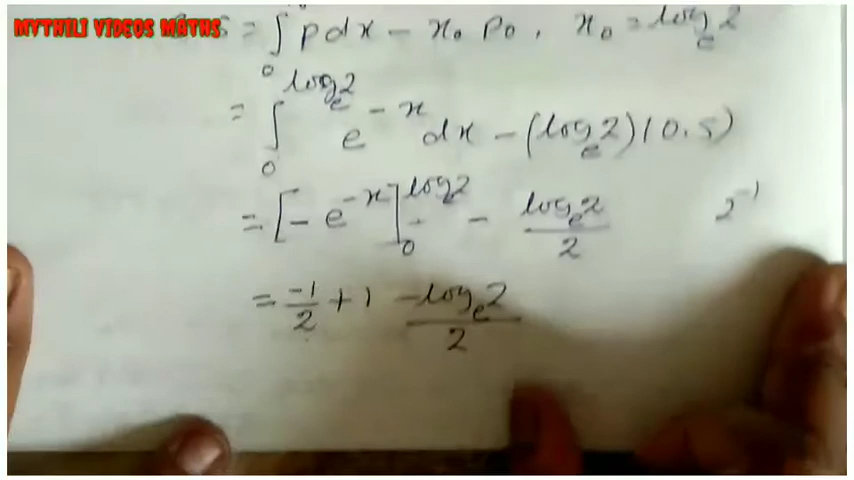 MYTHILI VIDEOS MATHS
= ∫₀ p dx - x₀ p₀, x₀ = logₑ2
= ∫₀^(logₑ2) e^(-x) dx - (logₑ2)(0.5)
= [-e^(-x)]₀^(log2) - logₑ2/2 2^(-1)
= -1/2 + 1 -logₑ2/2